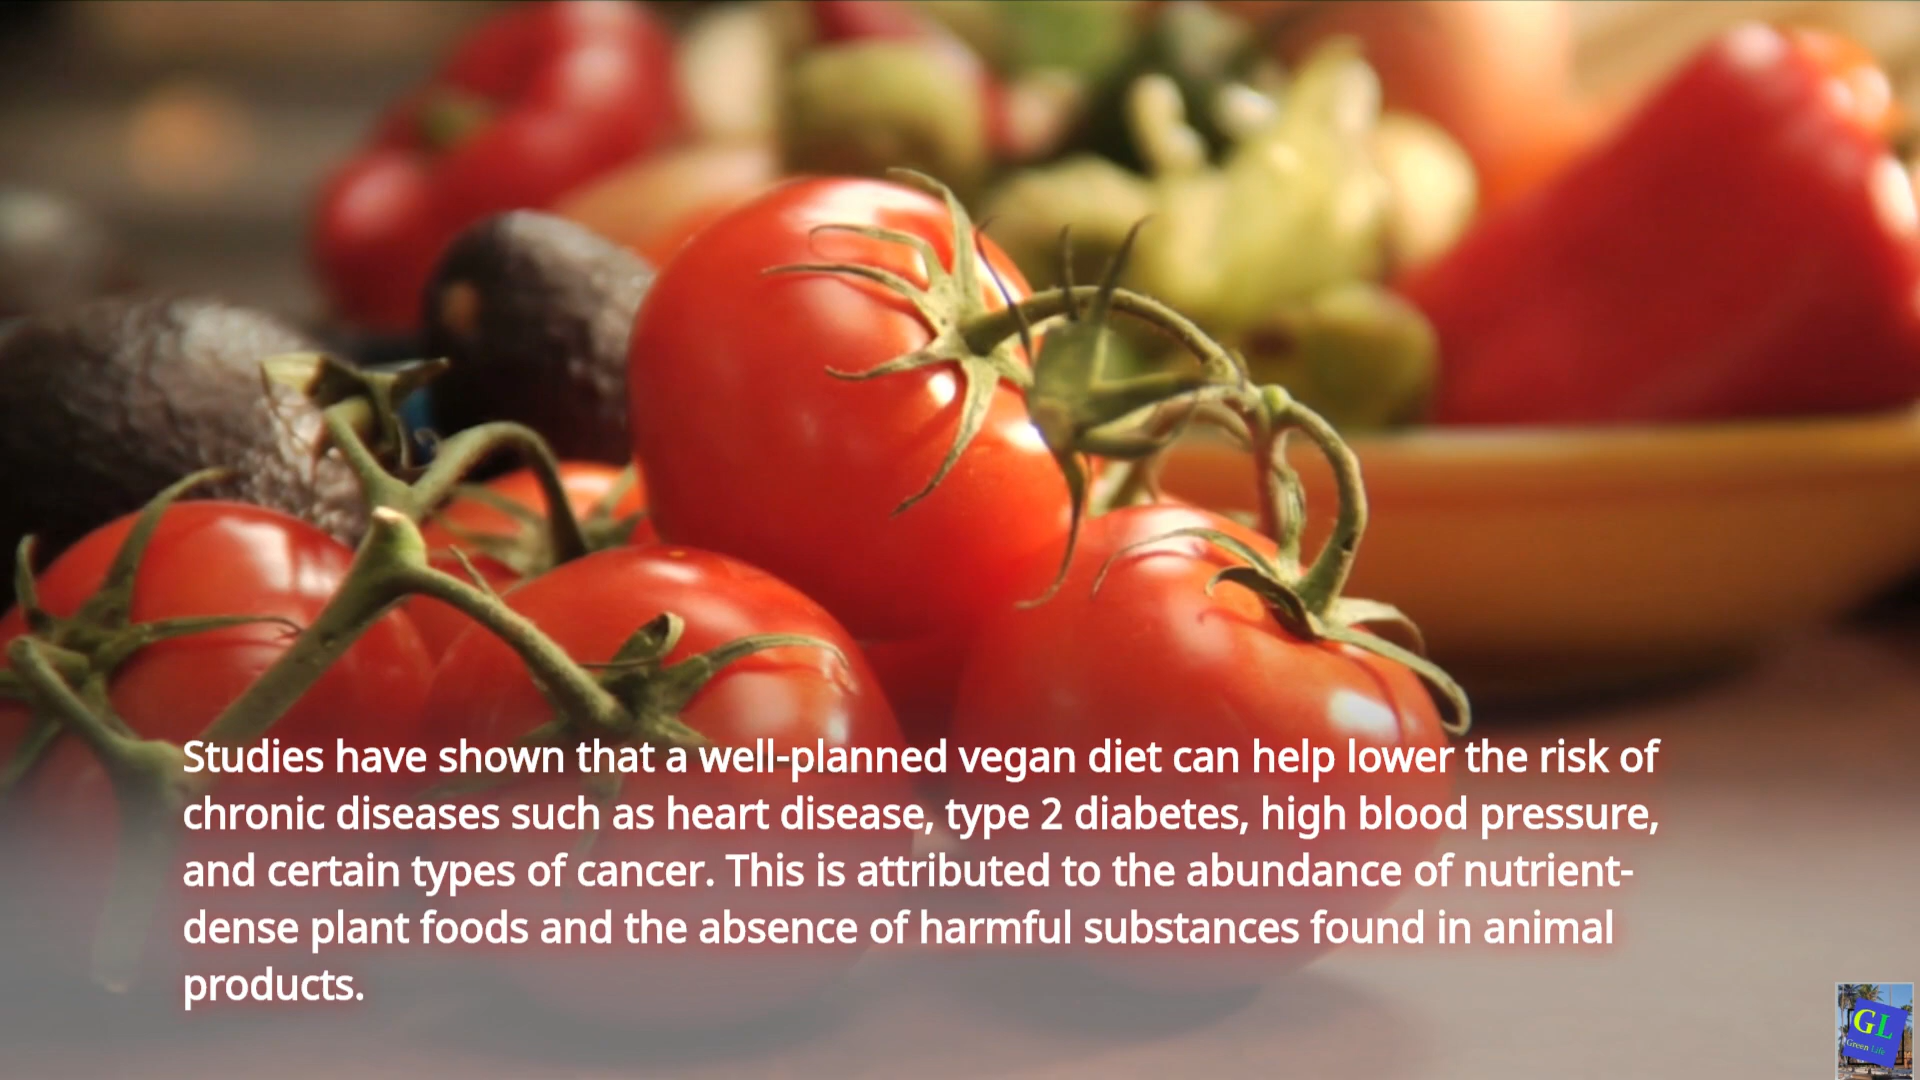 Studies have shown that a well-planned vegan diet can help lower the risk of
chronic diseases such as heart disease, type 2 diabetes, high blood pressure,
and certain types of cancer. This is attributed to the abundance of nutrient-
dense plant foods and the absence of harmful substances found in animal
products.
GL
Green Life